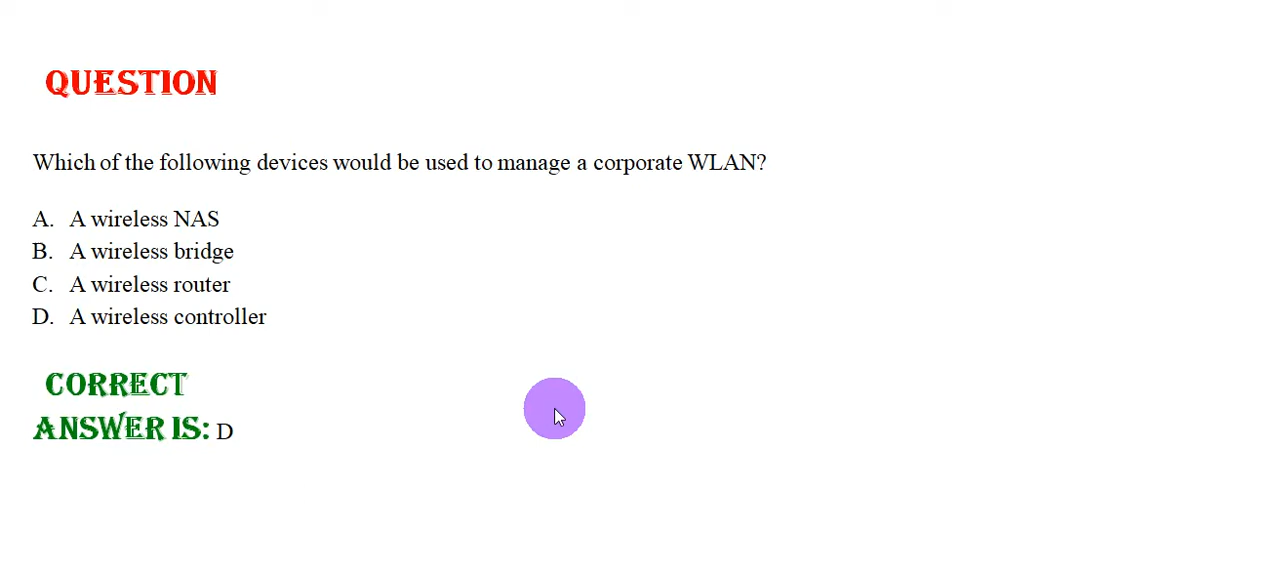 QUESTION
Which of the following devices would be used to manage a corporate WLAN?
A. A wireless NAS
B. A wireless bridge
C. A wireless router
D. A wireless controller
CORRECT
ANSWER IS: D